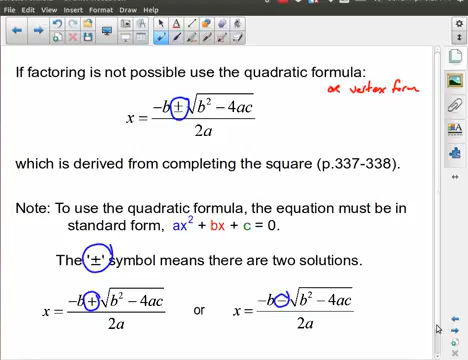 File Edit View Insert Format Tools Help
If factoring is not possible use the quadratic formula:
or vertex form
x = (-b ± √(b² - 4ac)) / 2a
which is derived from completing the square (p.337-338).
Note: To use the quadratic formula, the equation must be in
standard form, ax² + bx + c = 0.
The '±' symbol means there are two solutions.
x = (-b + √(b² - 4ac)) / 2a or x = (-b - √(b² - 4ac)) / 2a